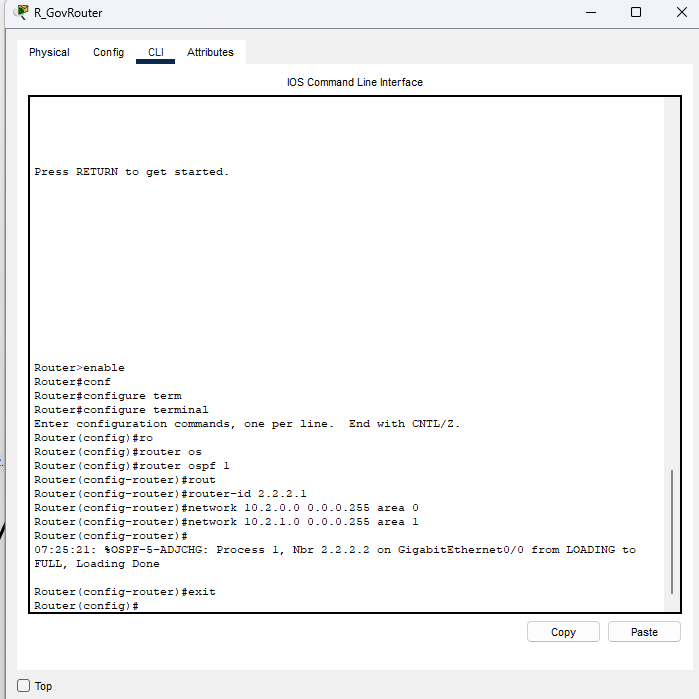 R_GovRouter
Physical Config CLI Attributes
IOS Command Line Interface
Press RETURN to get started.
Router>enable
Router#conf
Router#configure term
Router#configure terminal
Enter configuration commands, one per line.  End with CNTL/Z.
Router(config)#ro
Router(config)#router os
Router(config)#router ospf 1
Router(config-router)#rout
Router(config-router)#router-id 2.2.2.1
Router(config-router)#network 10.2.0.0 0.0.0.255 area 0
Router(config-router)#network 10.2.1.0 0.0.0.255 area 1
Router(config-router)#
07:25:21: %OSPF-5-ADJCHG: Process 1, Nbr 2.2.2.2 on GigabitEthernet0/0 from LOADING to
FULL, Loading Done
Router(config-router)#exit
Router(config)#
Copy Paste
Top